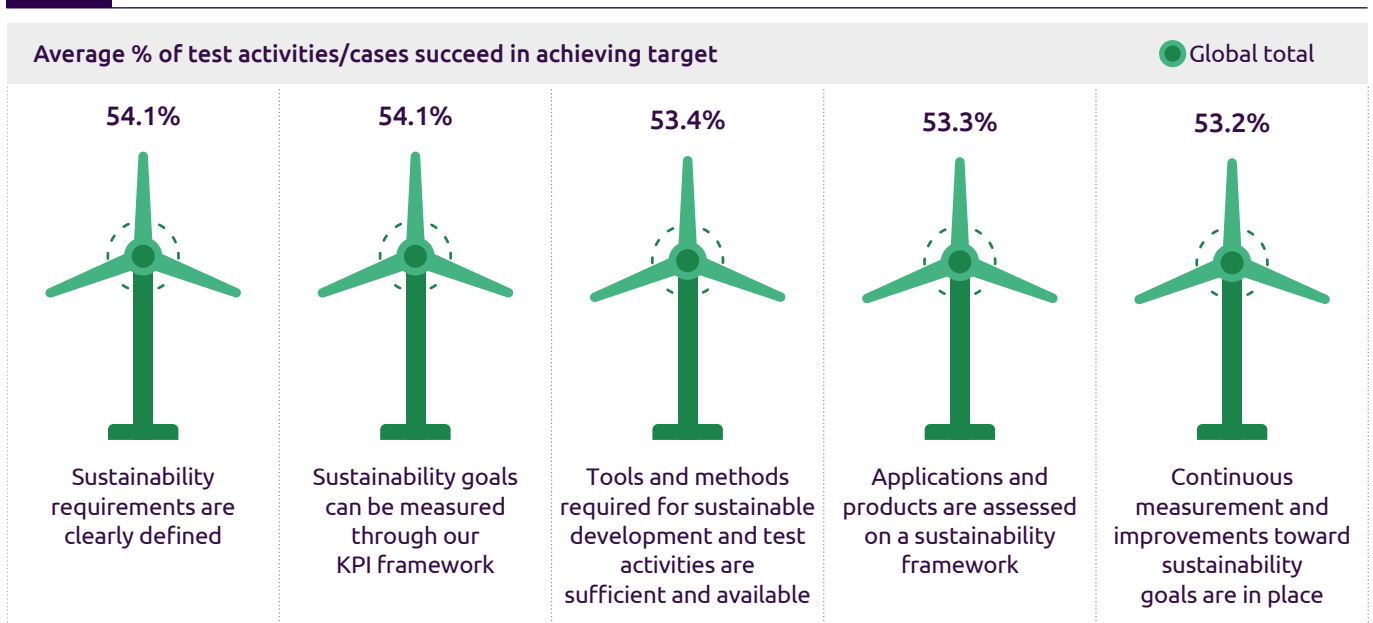 Average % of test activities/cases succeed in achieving target
Global total
54.1%
Sustainability
requirements are
clearly defined
54.1%
Sustainability goals
can be measured
through our
KPI framework
53.4%
Tools and methods
required for sustainable
development and test
activities are
sufficient and available
53.3%
Applications and
products are assessed
on a sustainability
framework
53.2%
Continuous
measurement and
improvements toward
sustainability
goals are in place